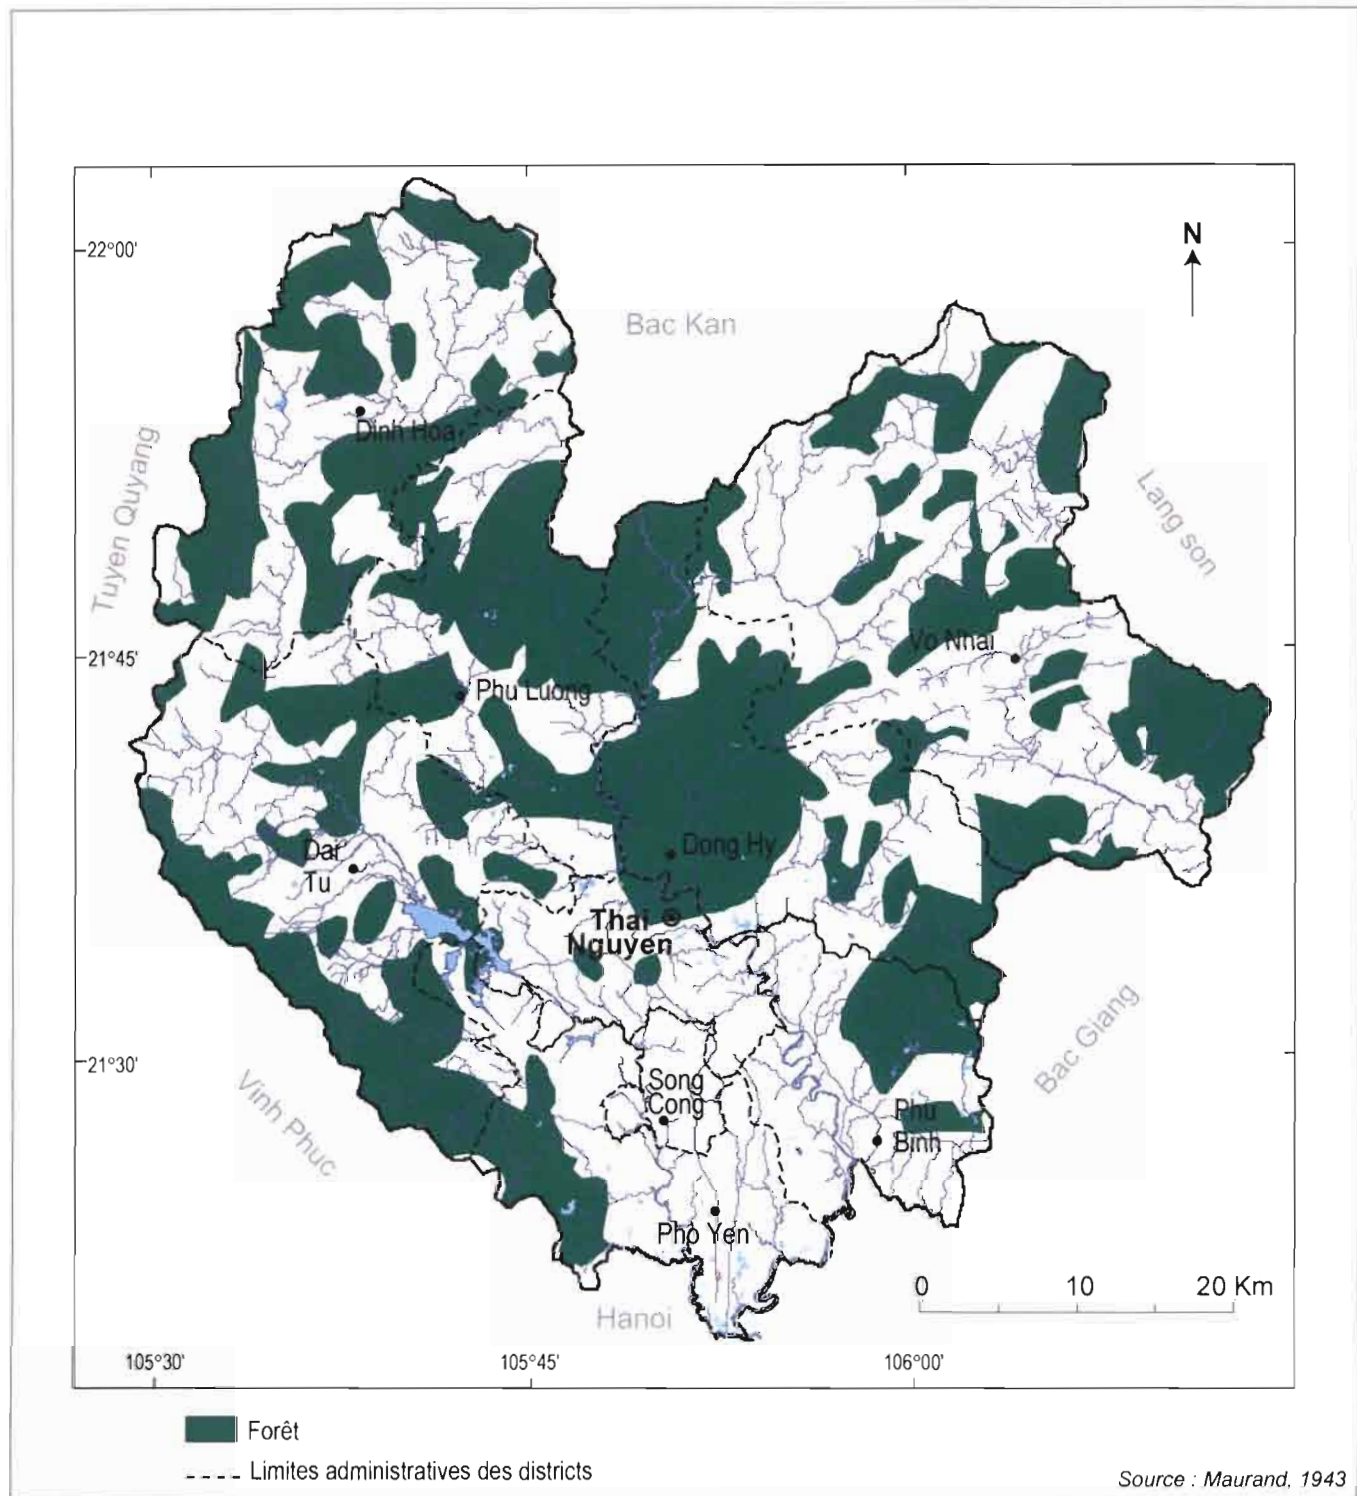 N
22°00'
Bac Kan
Dinh Hoa
Tuyen Quyang
Lang son
21°45'
Vo Nhai
Phu Luong
Dong Hy
Dai
Tu
Thai
Nguyen
21°30'
Bac Giang
Song
Cong
Phu
Binh
Vinh Phuc
Pho Yen
0 10 20 Km
Hanoi
105°30' 105°45' 106°00'
Forêt
Limites administratives des districts
Source : Maurand, 1943